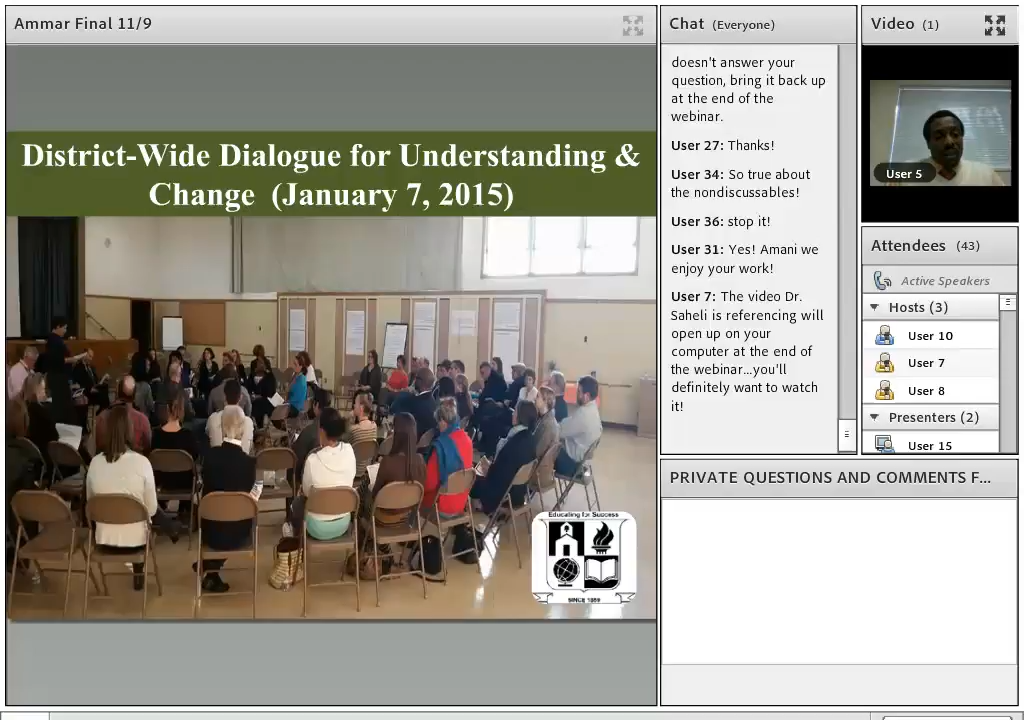 Ammar Final 11/9
District-Wide Dialogue for Understanding &
Change (January 7, 2015)
Educating for Success
SINCE 1889
Chat (Everyone)
doesn't answer your
question, bring it back up
at the end of the
webinar.
User 27: Thanks!
User 34: So true about
the nondiscussables!
User 36: stop it!
User 31: Yes! Amani we
enjoy your work!
User 7: The video Dr.
Saheli is referencing will
open up on your
computer at the end of
the webinar...you'll
definitely want to watch
it!
Video (1)
User 5
Attendees (43)
Active Speakers
Hosts (3)
User 10
User 7
User 8
Presenters (2)
User 15
PRIVATE QUESTIONS AND COMMENTS F...